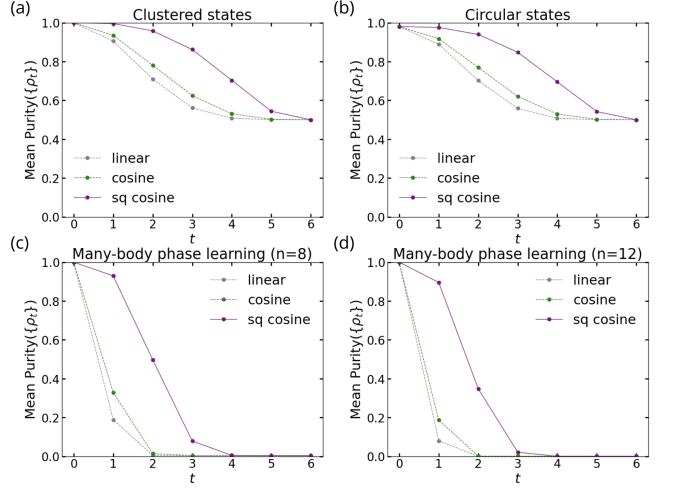 (a)
Clustered states
Mean Purity({ρt})
1.0
0.8
0.6
0.4
0.2
0.0
linear
cosine
sq cosine
0 1 2 3 4 5 6
t
(b)
Circular states
Mean Purity({ρt})
1.0
0.8
0.6
0.4
0.2
0.0
linear
cosine
sq cosine
0 1 2 3 4 5 6
t
(c)
Many-body phase learning (n=8)
Mean Purity({ρt})
1.0
0.8
0.6
0.4
0.2
0.0
linear
cosine
sq cosine
0 1 2 3 4 5 6
t
(d)
Many-body phase learning (n=12)
Mean Purity({ρt})
1.0
0.8
0.6
0.4
0.2
0.0
linear
cosine
sq cosine
0 1 2 3 4 5 6
t